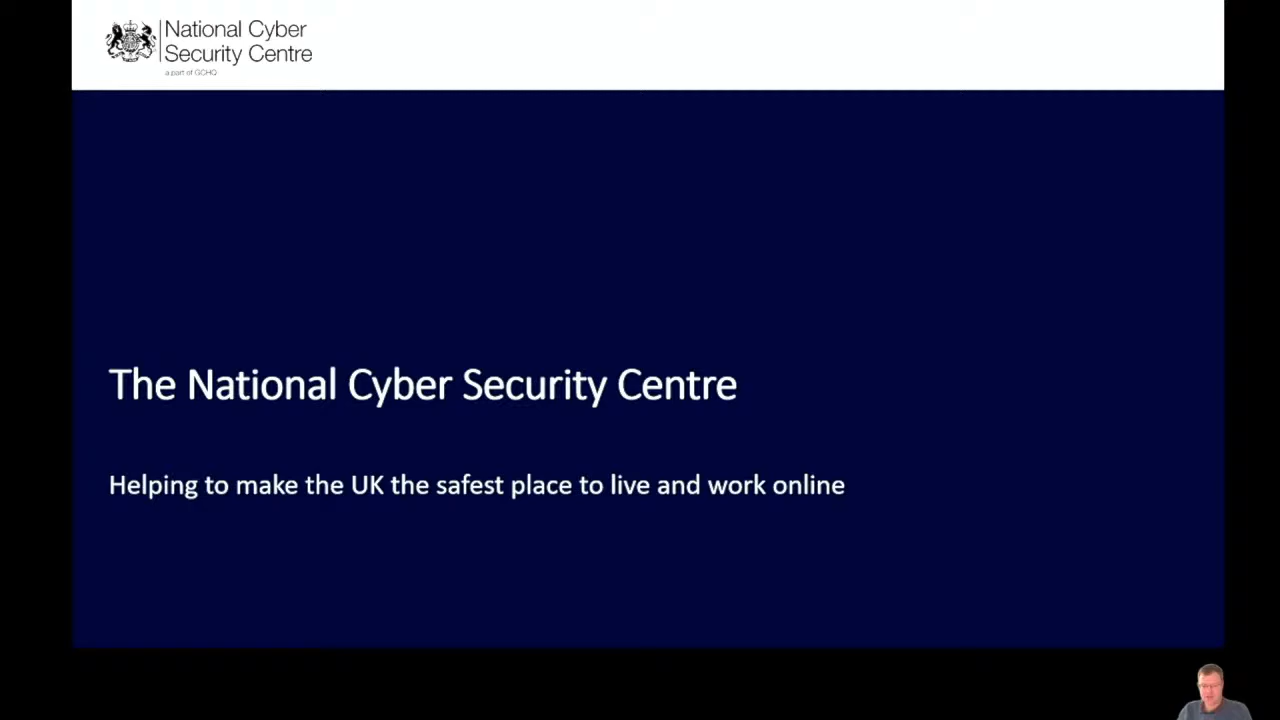 National Cyber
Security Centre
a part of GCHQ
The National Cyber Security Centre
Helping to make the UK the safest place to live and work online